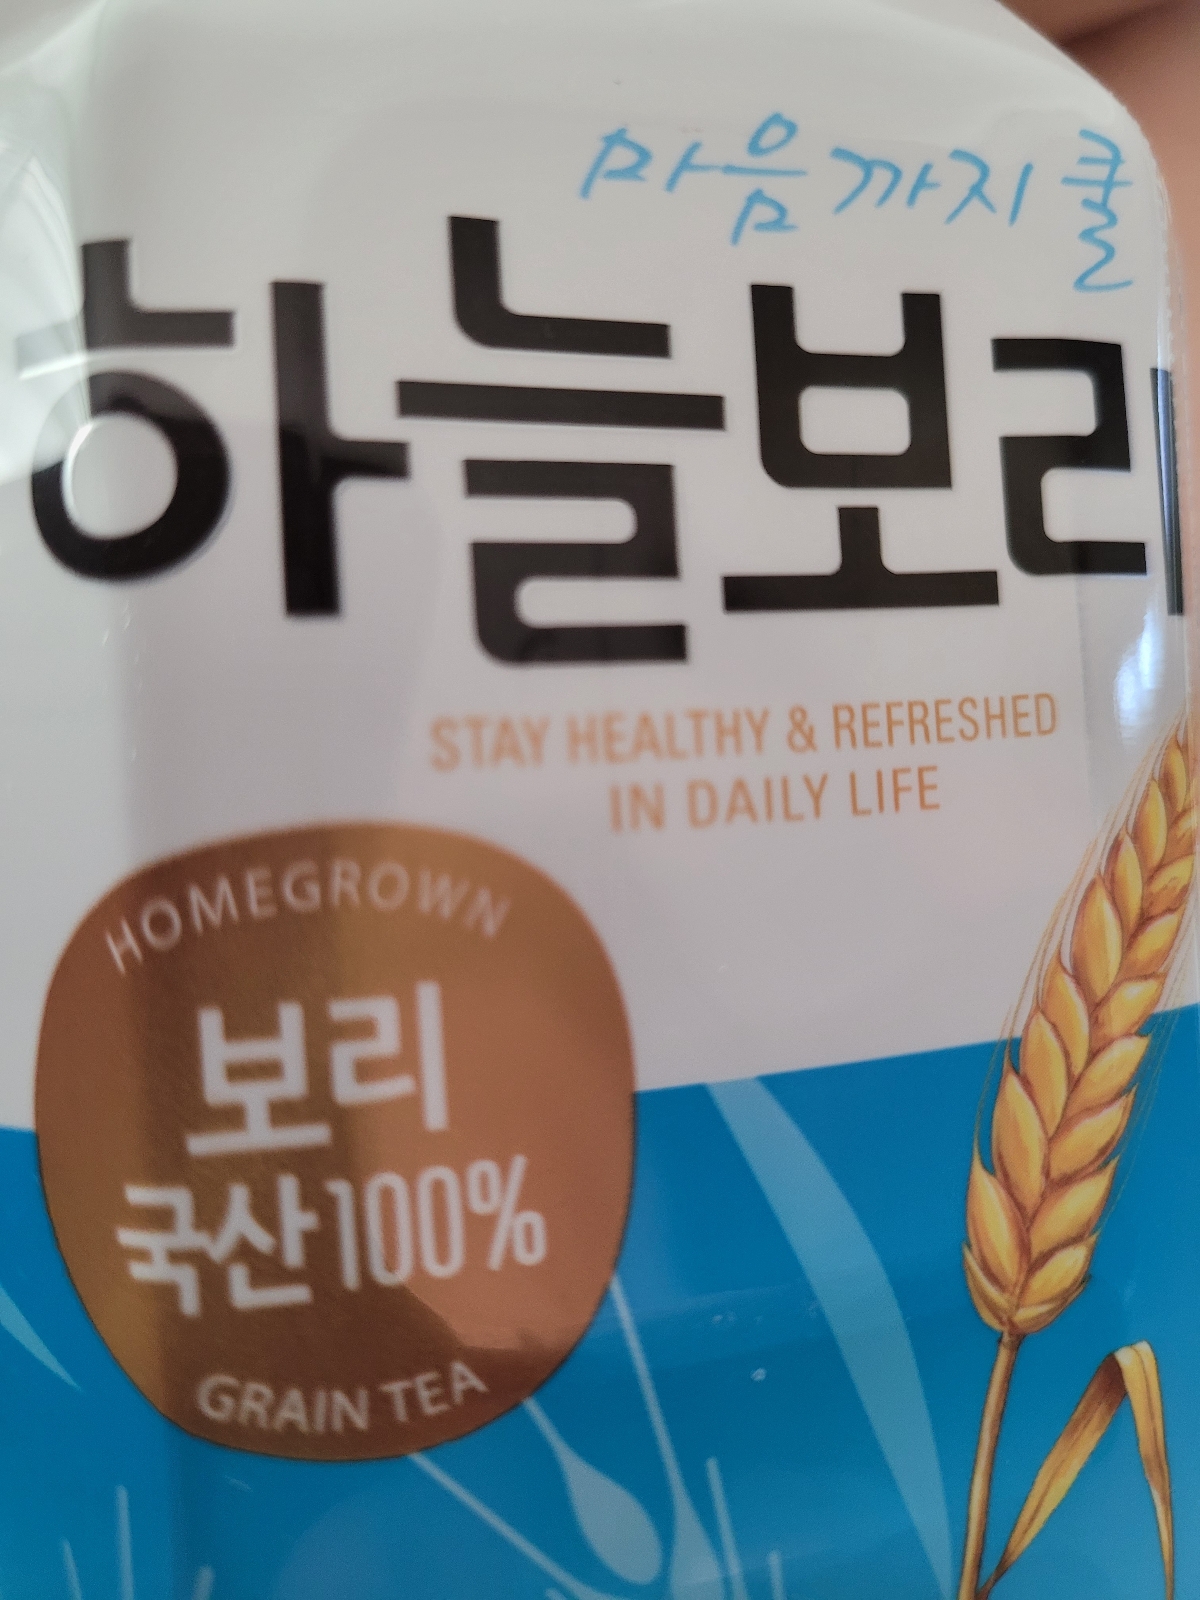 마음까지 쿨
하늘보리
STAY HEALTHY & REFRESHED
IN DAILY LIFE
HOMEGROWN
보리
국산100%
GRAIN TEA